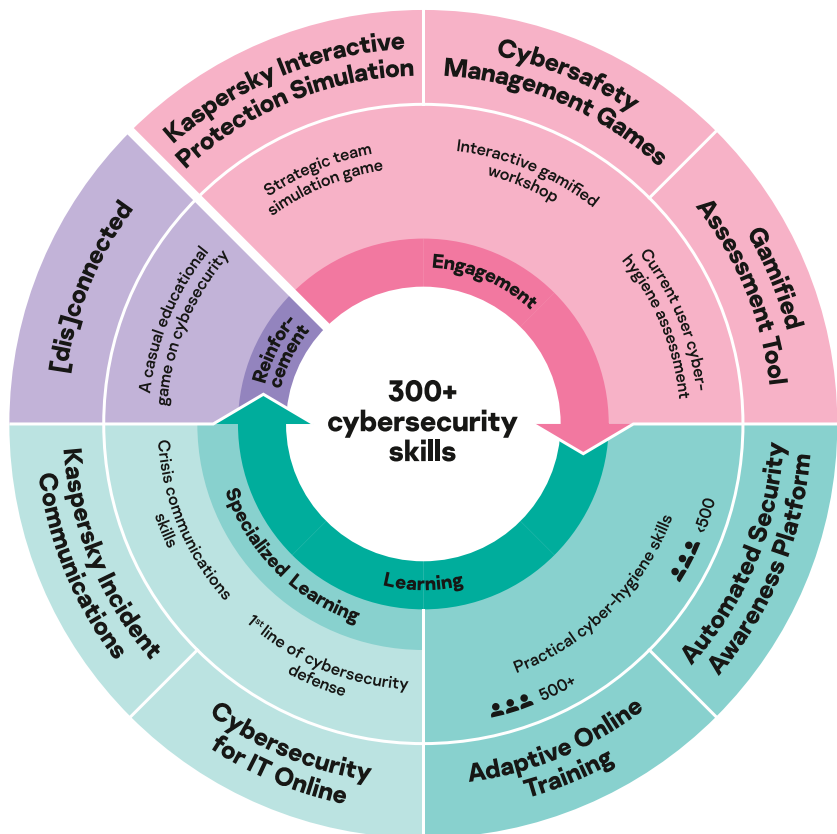 Kaspersky Interactive
Protection Simulation
Cybersafety
Management Games
Gamified
Assessment Tool
Strategic team
simulation game
Interactive gamified
workshop
Current user cyber-
hygiene assessment
Engagement
[dis]connected
A casual educational
game on cybesecurity
Reinfor-
cement
300+
cybersecurity
skills
Automated Security
Awareness Platform
Practical cyber-hygiene skills
<500
500+
Adaptive Online
Training
Learning
Specialized Learning
Kaspersky Incident
Communications
Crisis communications
skills
1st line of cybersecurity
defense
Cybersecurity
for IT Online